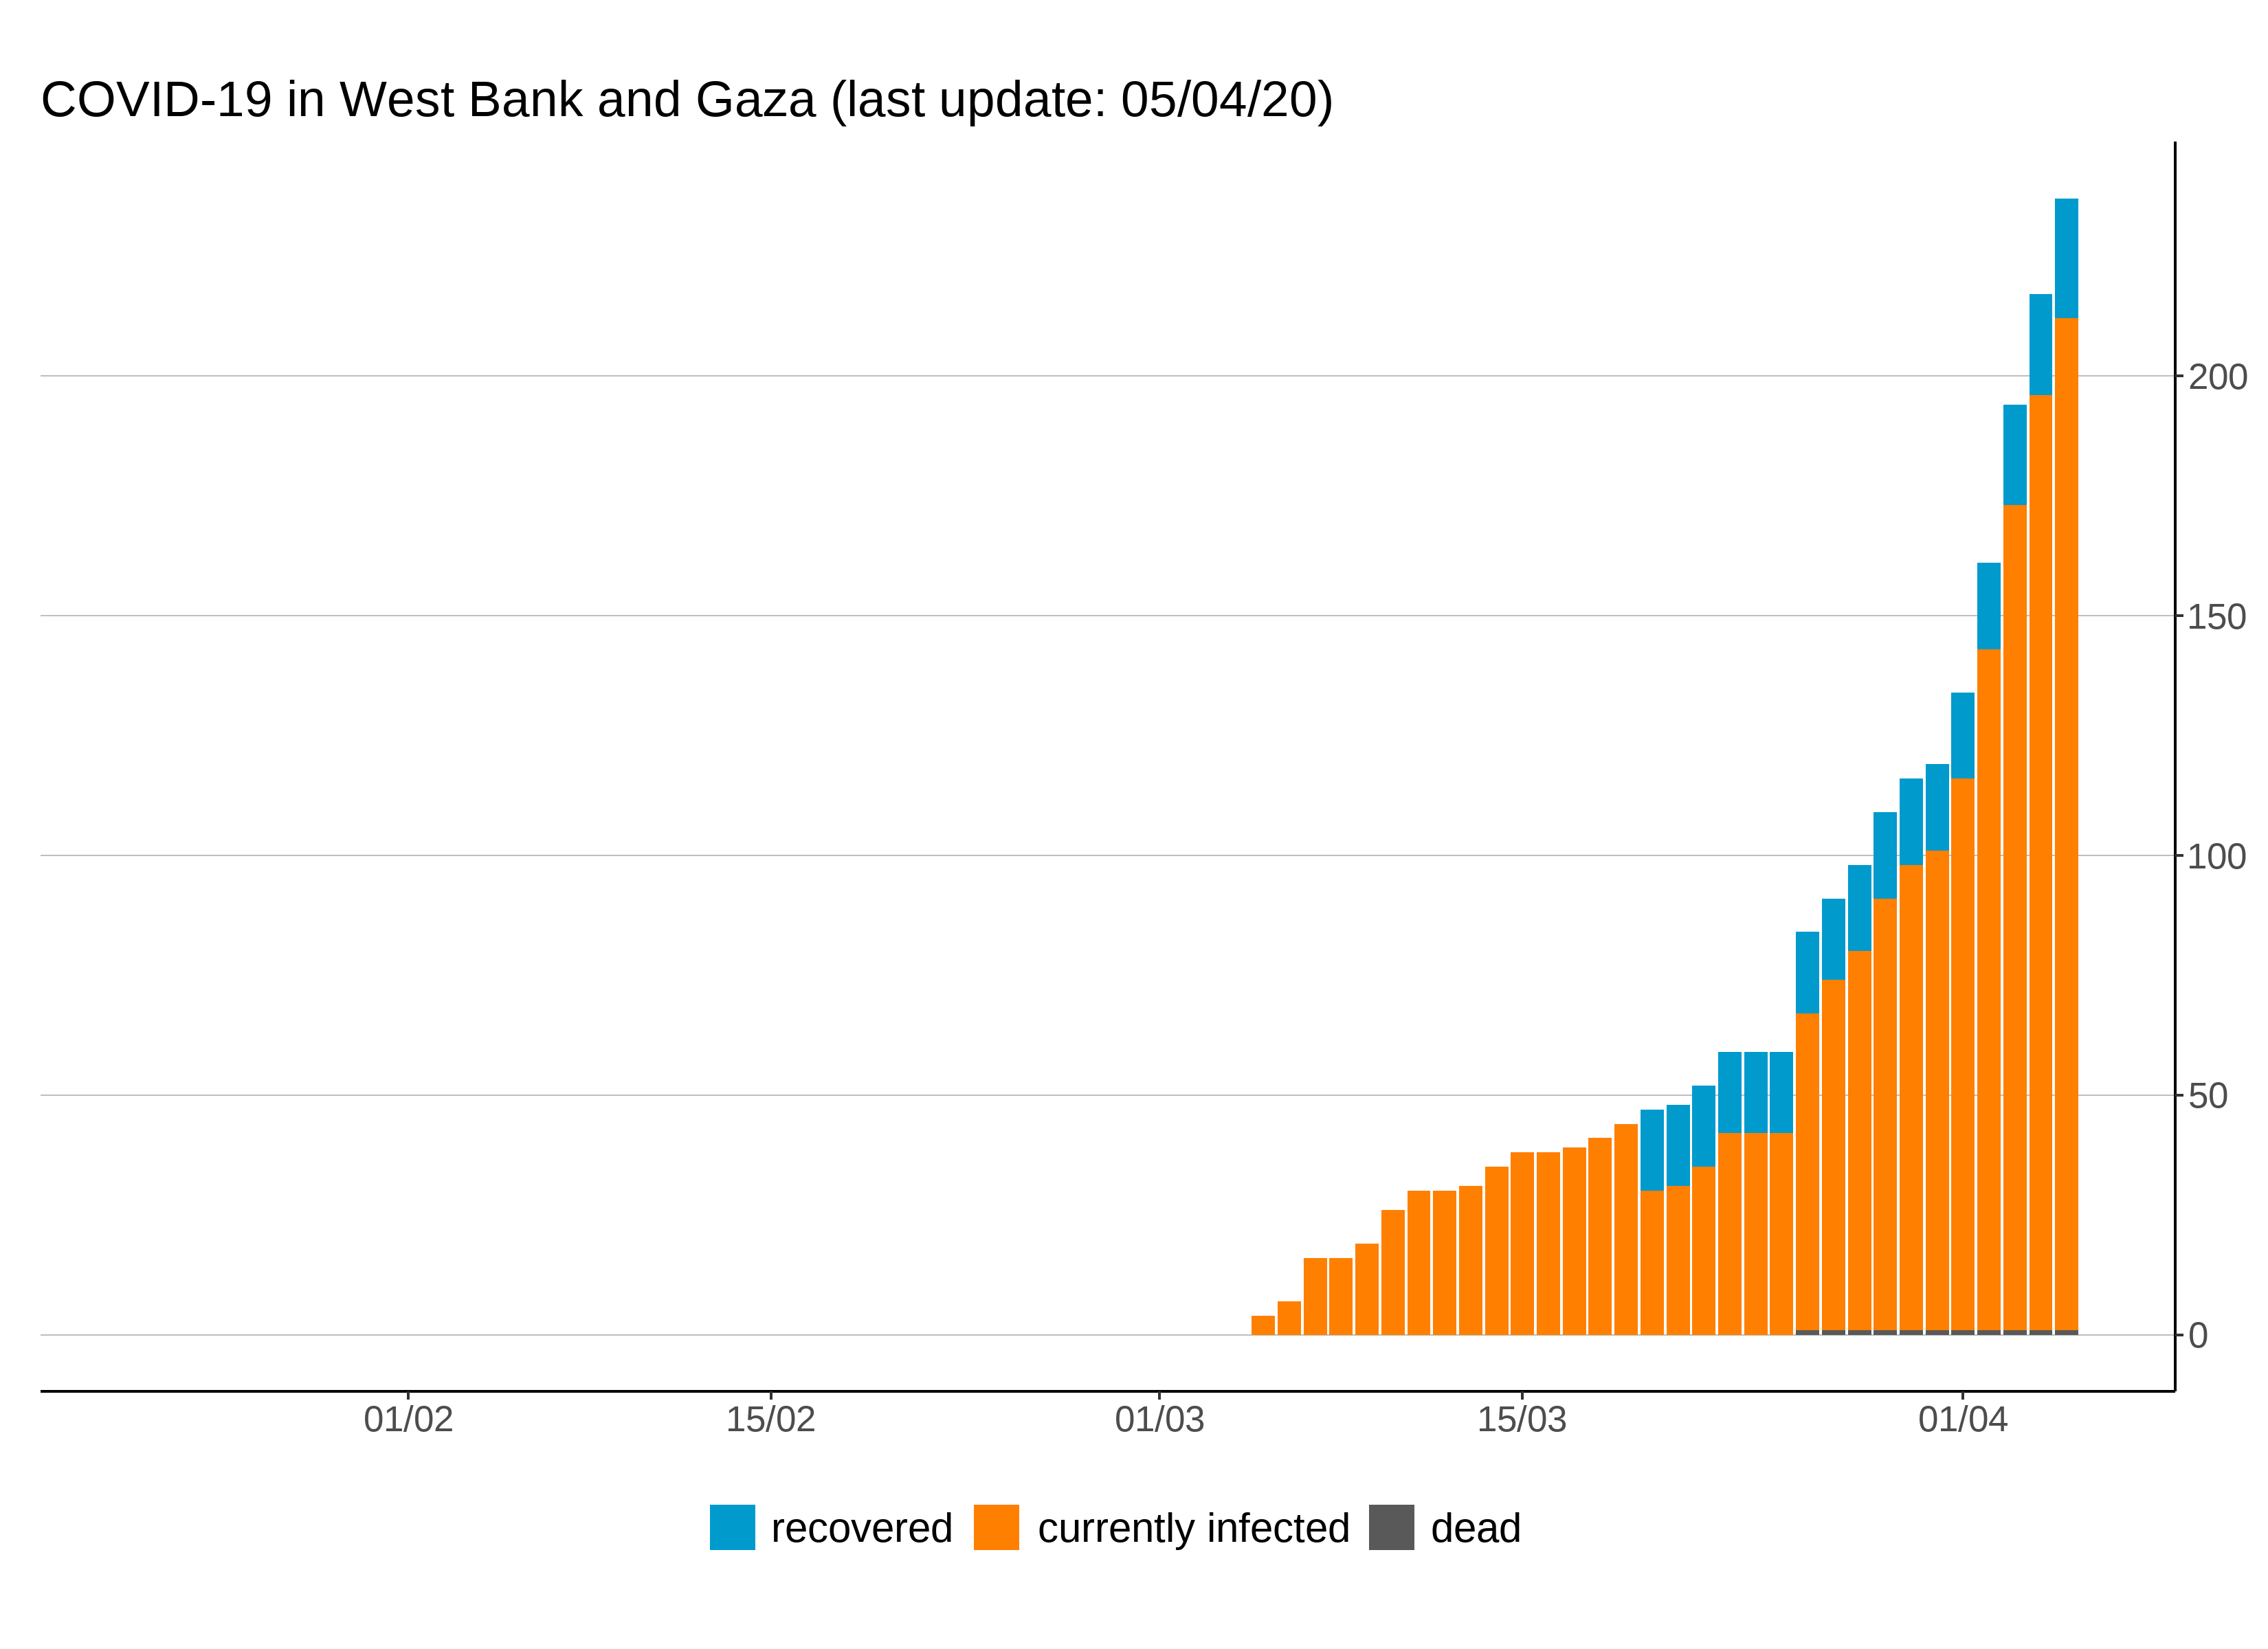 COVID-19 in West Bank and Gaza (last update: 05/04/20)
200
150
100
50
0
01/02 15/02 01/03 15/03 01/04
recovered currently infected dead